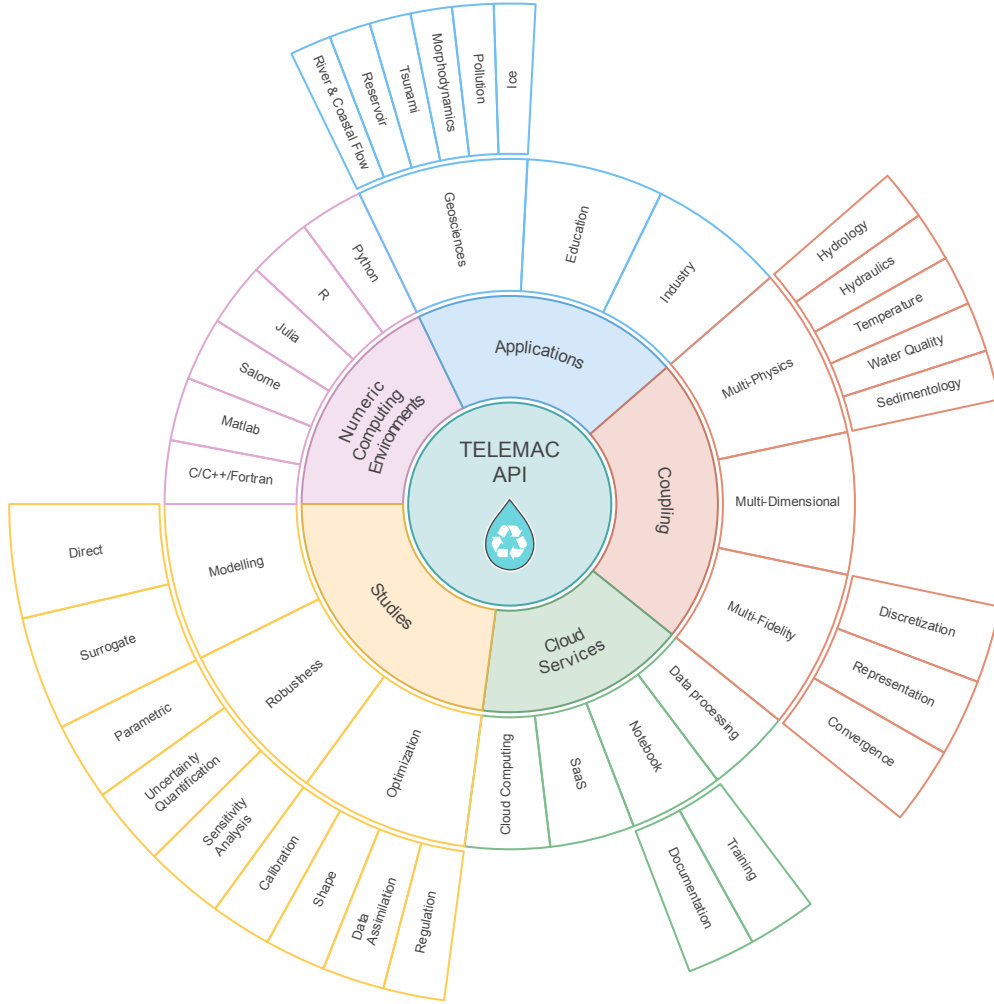 TELEMAC
API
Applications
Geosciences
River & Coastal Flow
Reservoir
Tsunami
Morphodynamics
Pollution
Ice
Education
Industry
Coupling
Multi-Physics
Hydrology
Hydraulics
Temperature
Water Quality
Sedimentology
Multi-Dimensional
Multi-Fidelity
Discretization
Representation
Convergence
Cloud
Services
Data processing
Notebook
Training
Documentation
SaaS
Cloud Computing
Studies
Optimization
Regulation
Data
Assimilation
Shape
Calibration
Robustness
Sensitivity
Analysis
Uncertainty
Quantification
Parametric
Modelling
Surrogate
Direct
Numeric
Computing
Environments
C/C++/Fortran
Matlab
Salome
Julia
R
Python